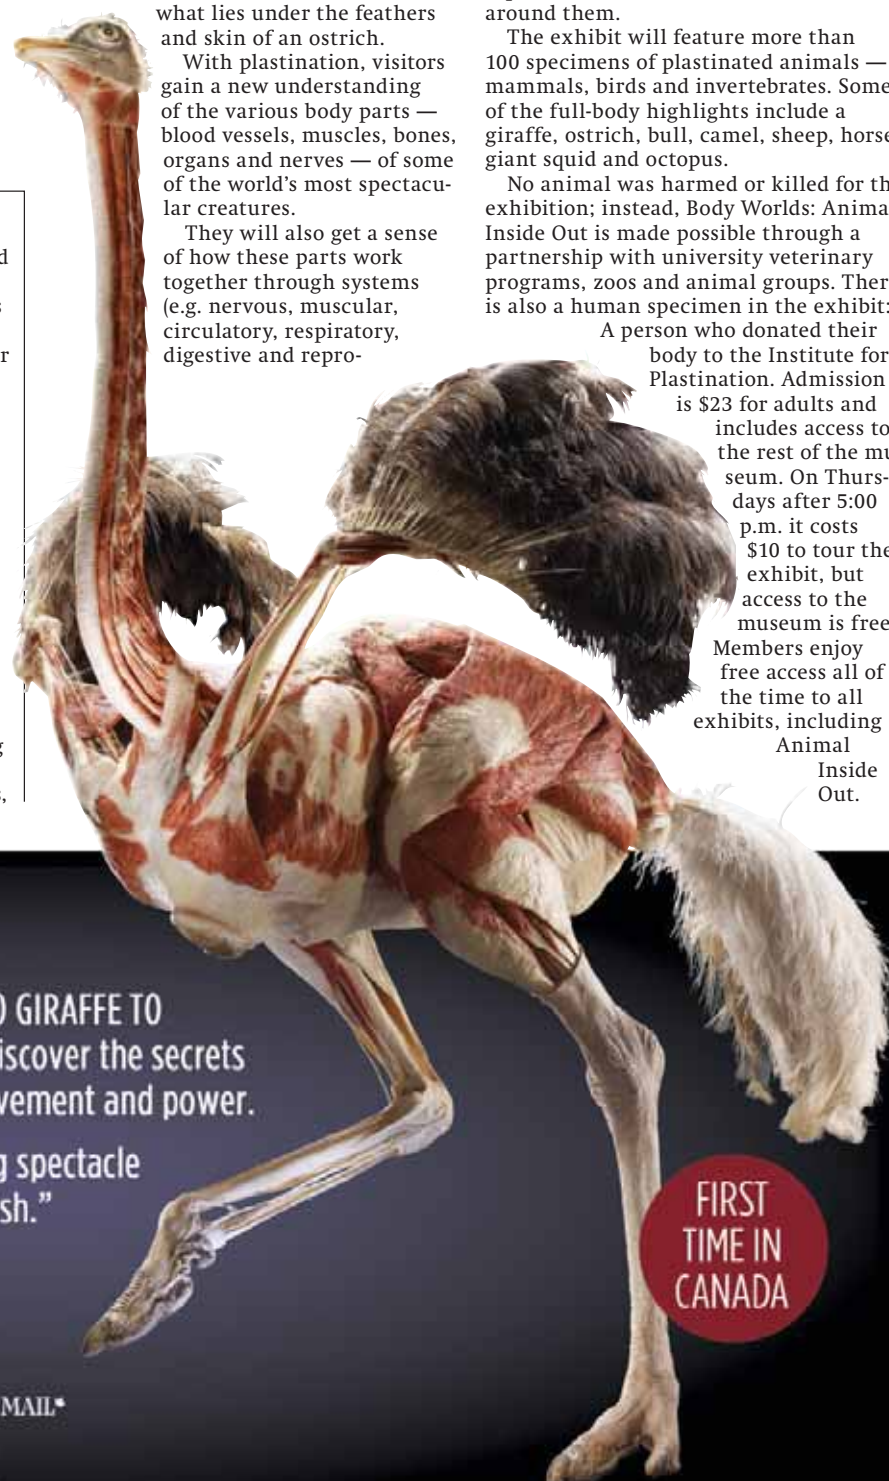 what lies under the feathers
and skin of an ostrich.
With plastination, visitors
gain a new understanding
of the various body parts —
blood vessels, muscles, bones,
organs and nerves — of some
of the world's most spectacu-
lar creatures.
They will also get a sense
of how these parts work
together through systems
(e.g. nervous, muscular,
circulatory, respiratory,
digestive and repro-
around them.
The exhibit will feature more than
100 specimens of plastinated animals —
mammals, birds and invertebrates. Some
of the full-body highlights include a
giraffe, ostrich, bull, camel, sheep, horse
giant squid and octopus.
No animal was harmed or killed for th
exhibition; instead, Body Worlds: Anima
Inside Out is made possible through a
partnership with university veterinary
programs, zoos and animal groups. Ther
is also a human specimen in the exhibit:
A person who donated their
body to the Institute for
Plastination. Admission
is $23 for adults and
includes access to
the rest of the mu
seum. On Thurs-
days after 5:00
p.m. it costs
$10 to tour the
exhibit, but
access to the
museum is free
Members enjoy
free access all of
the time to all
exhibits, including
Animal
Inside
Out.
GIRAFFE TO
iscover the secrets
vement and power.
g spectacle
sh.”
MAIL
FIRST
TIME IN
CANADA